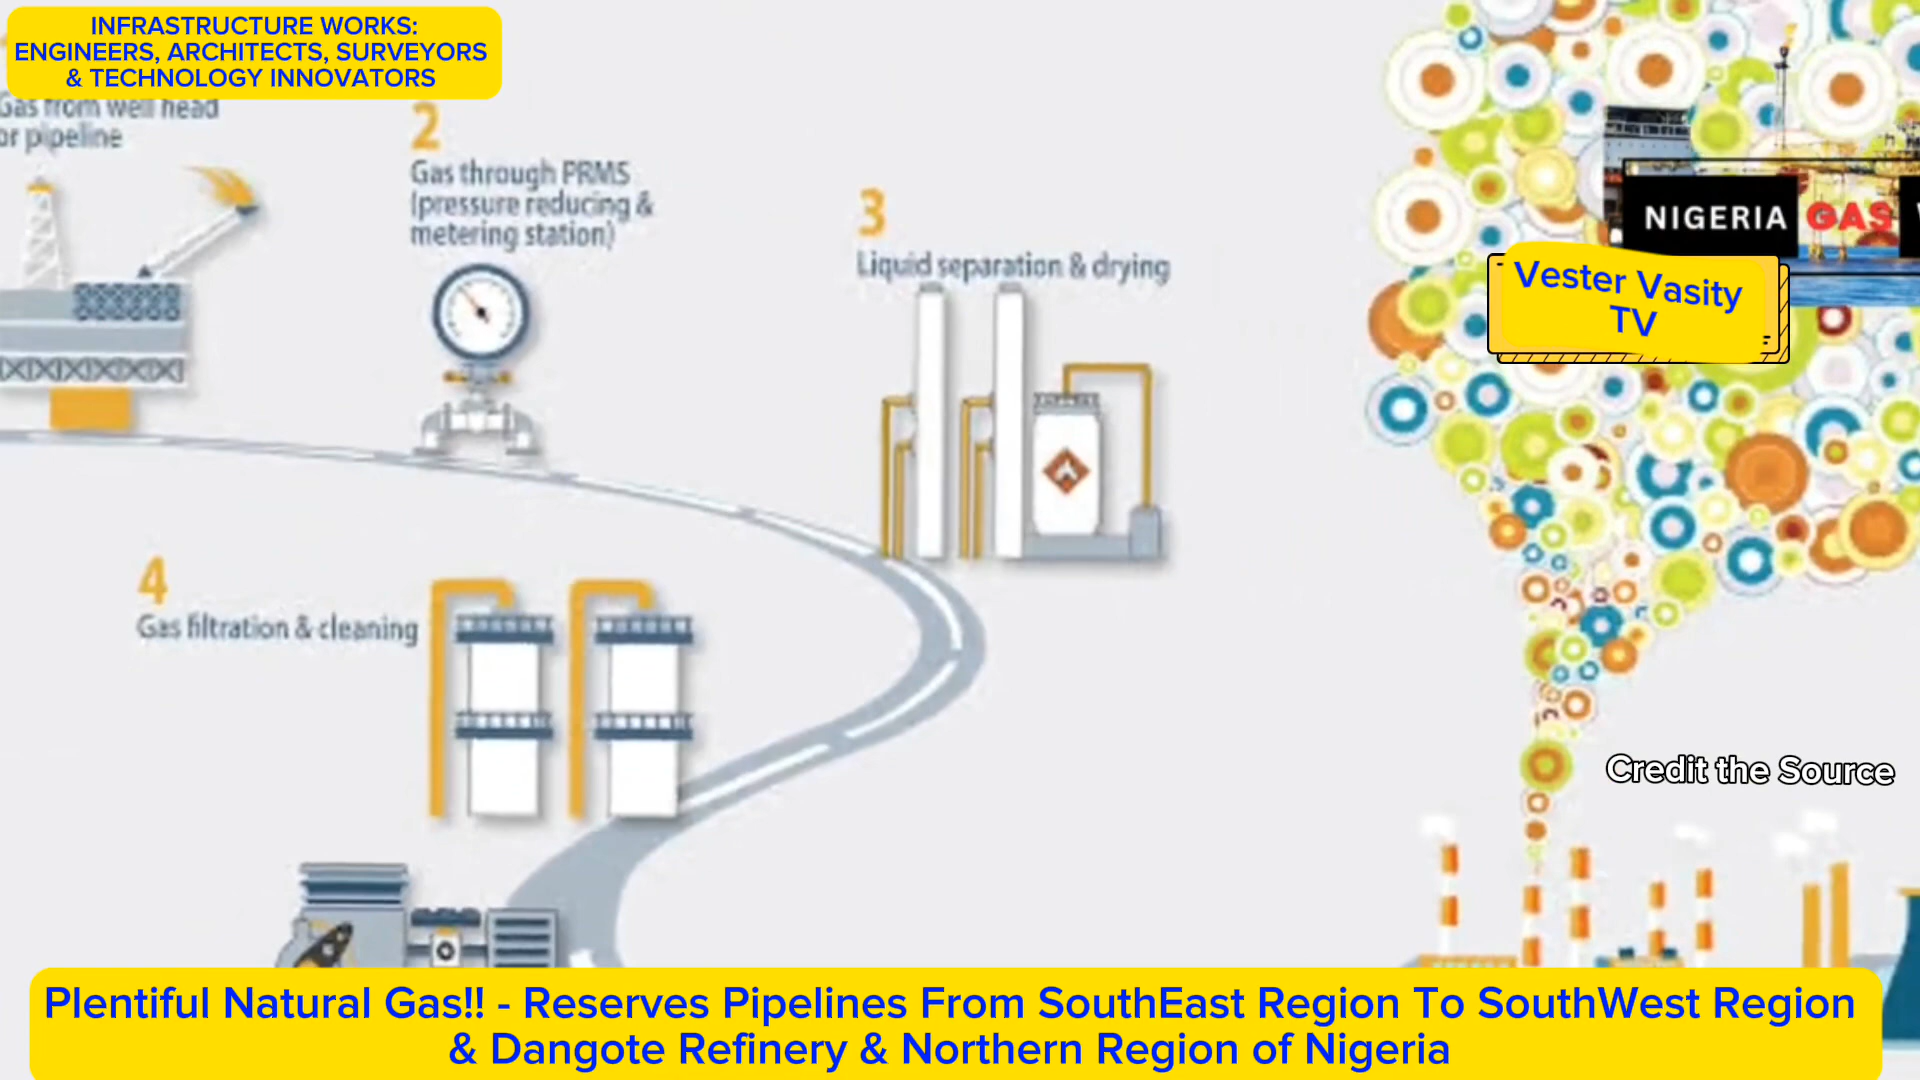 INFRASTRUCTURE WORKS:
ENGINEERS, ARCHITECTS, SURVEYORS
& TECHNOLOGY INNOVATORS
Gas from well head
or pipeline
2
Gas through PRMS
(pressure reducing &
metering station)
3
Liquid separation & drying
NIGERIA GAS
Vester Vasity
TV
4
Gas filtration & cleaning
Credit the Source
Plentiful Natural Gas!! - Reserves Pipelines From SouthEast Region To SouthWest Region
& Dangote Refinery & Northern Region of Nigeria